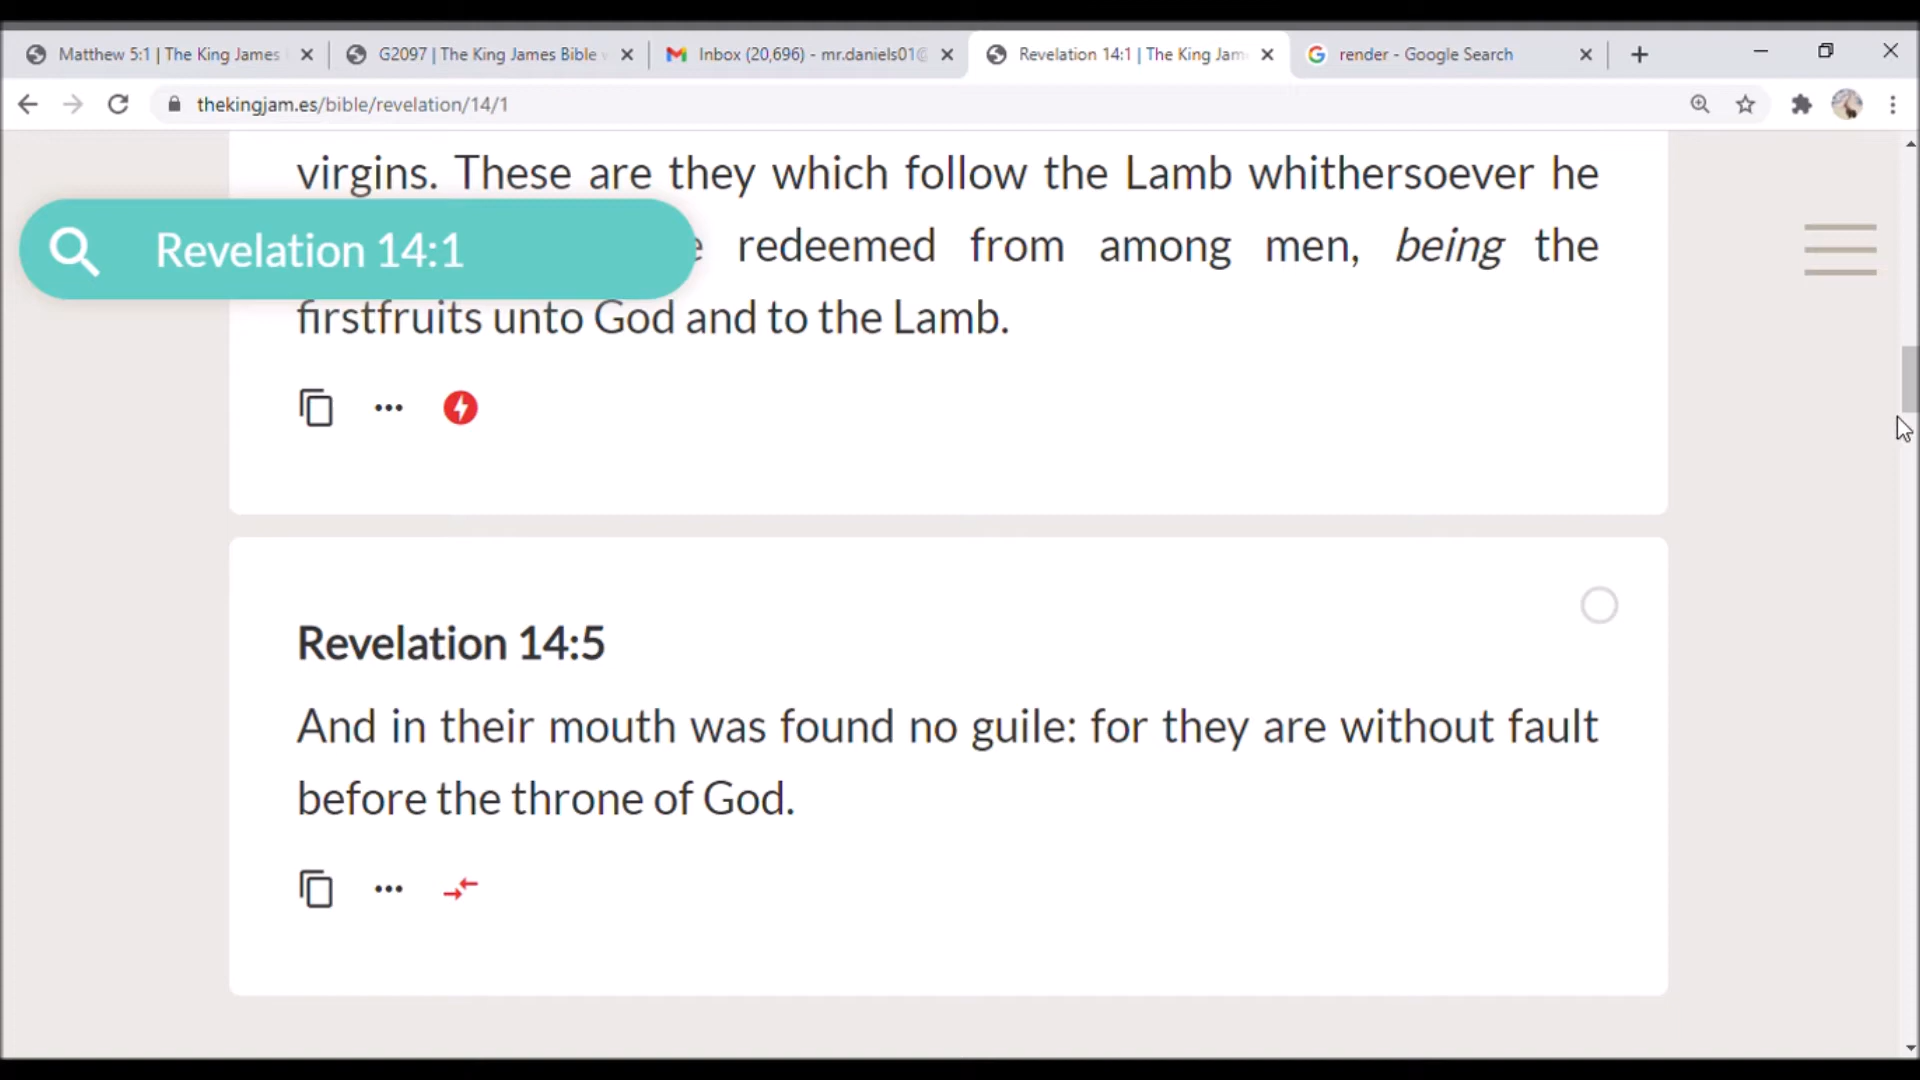 Matthew 5:1 | The King James
G2097 | The King James Bible
Inbox (20,696) - mr.daniels01@
Revelation 14:1 | The King Jam
render - Google Search
thekingjam.es/bible/revelation/14/1
virgins. These are they which follow the Lamb whithersoever he
Revelation 14:1
redeemed from among men, being the
firstfruits unto God and to the Lamb.
Revelation 14:5
And in their mouth was found no guile: for they are without fault
before the throne of God.